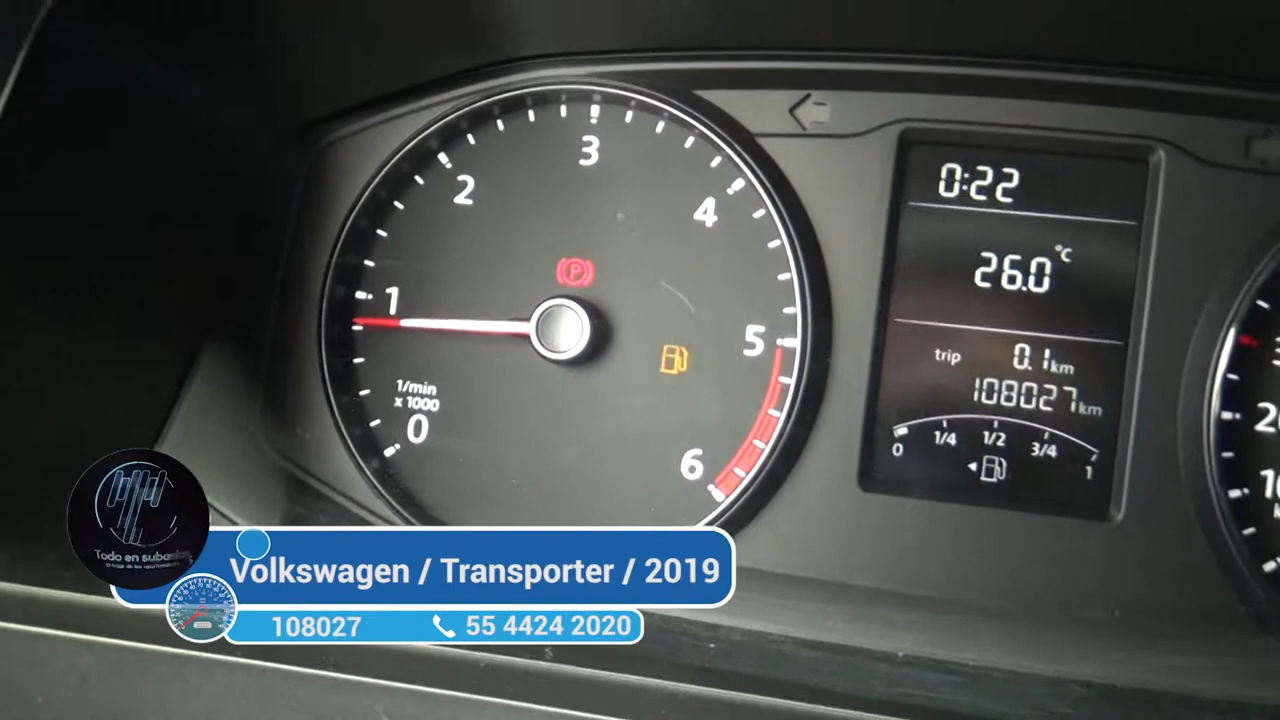 3
2
4
1
5
1/min
x 1000
0
6
P
0:22
26.0 °C
trip 0.1 km
108027 km
0 1/4 1/2 3/4 1
Todo en subastas
Volkswagen / Transporter / 2019
108027 55 4424 2020